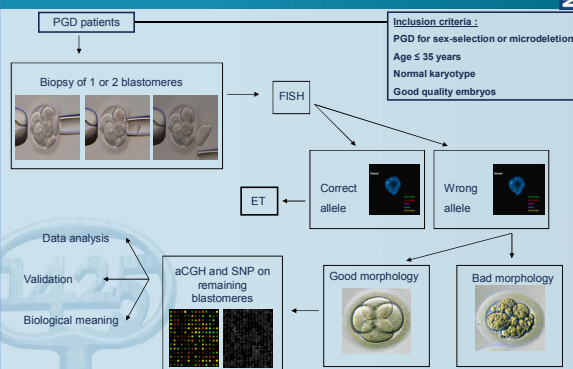 PGD patients
Inclusion criteria :
PGD for sex-selection or microdeletion
Age ≤ 35 years
Normal karyotype
Good quality embryos
Biopsy of 1 or 2 blastomeres
FISH
Correct
allele
Wrong
allele
ET
Data analysis
Validation
Biological meaning
aCGH and SNP on
remaining
blastomeres
Good morphology
Bad morphology
1425